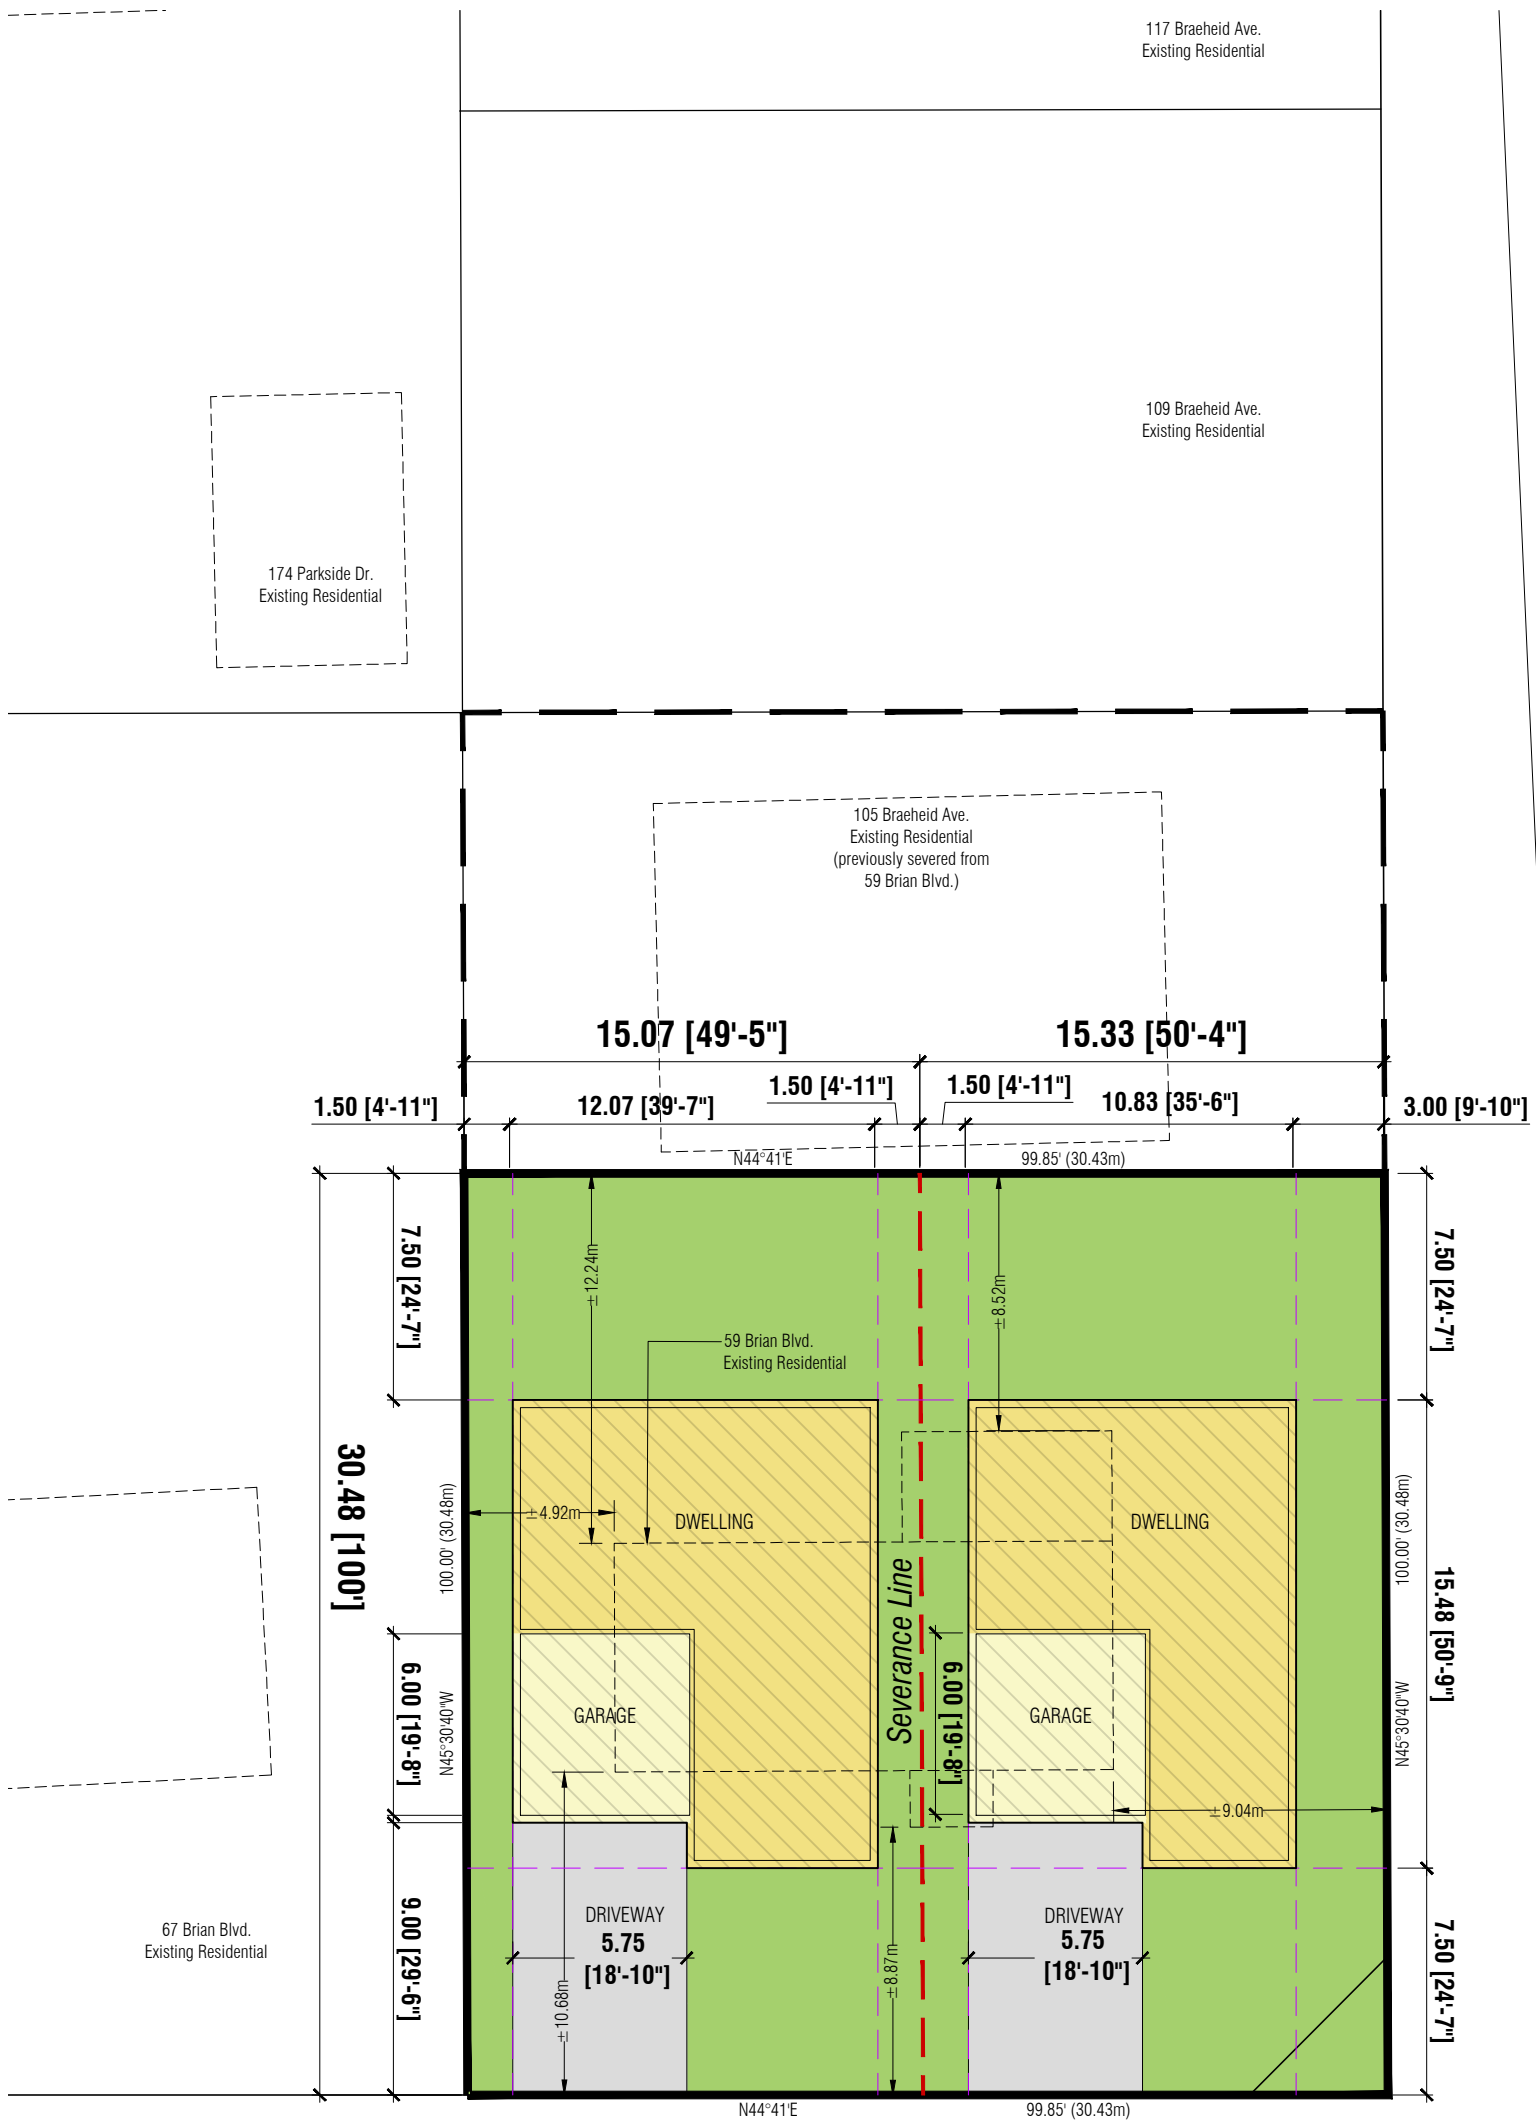 117 Braeheid Ave.
Existing Residential
109 Braeheid Ave.
Existing Residential
174 Parkside Dr.
Existing Residential
105 Braeheid Ave.
Existing Residential
(previously severed from
59 Brian Blvd.)
15.07 [49'-5"]
15.33 [50'-4"]
1.50 [4'-11"]
12.07 [39'-7"]
1.50 [4'-11"]
1.50 [4'-11"]
10.83 [35'-6"]
3.00 [9'-10"]
N44°41'E
99.85' (30.43m)
7.50 [24'-7"]
±12.24m
±8.52m
7.50 [24'-7"]
59 Brian Blvd.
Existing Residential
30.48 [100']
100.00' (30.48m)
±4.92m
DWELLING
DWELLING
100.00' (30.48m)
15.48 [50'-9"]
Severance Line
6.00 [19'-8"]
N45°30'40"W
GARAGE
6.00 [19'-8"]
GARAGE
N45°30'40"W
±9.04m
67 Brian Blvd.
Existing Residential
9.00 [29'-6"]
DRIVEWAY
5.75
[18'-10"]
±10.68m
±8.87m
DRIVEWAY
5.75
[18'-10"]
7.50 [24'-7"]
N44°41'E
99.85' (30.43m)